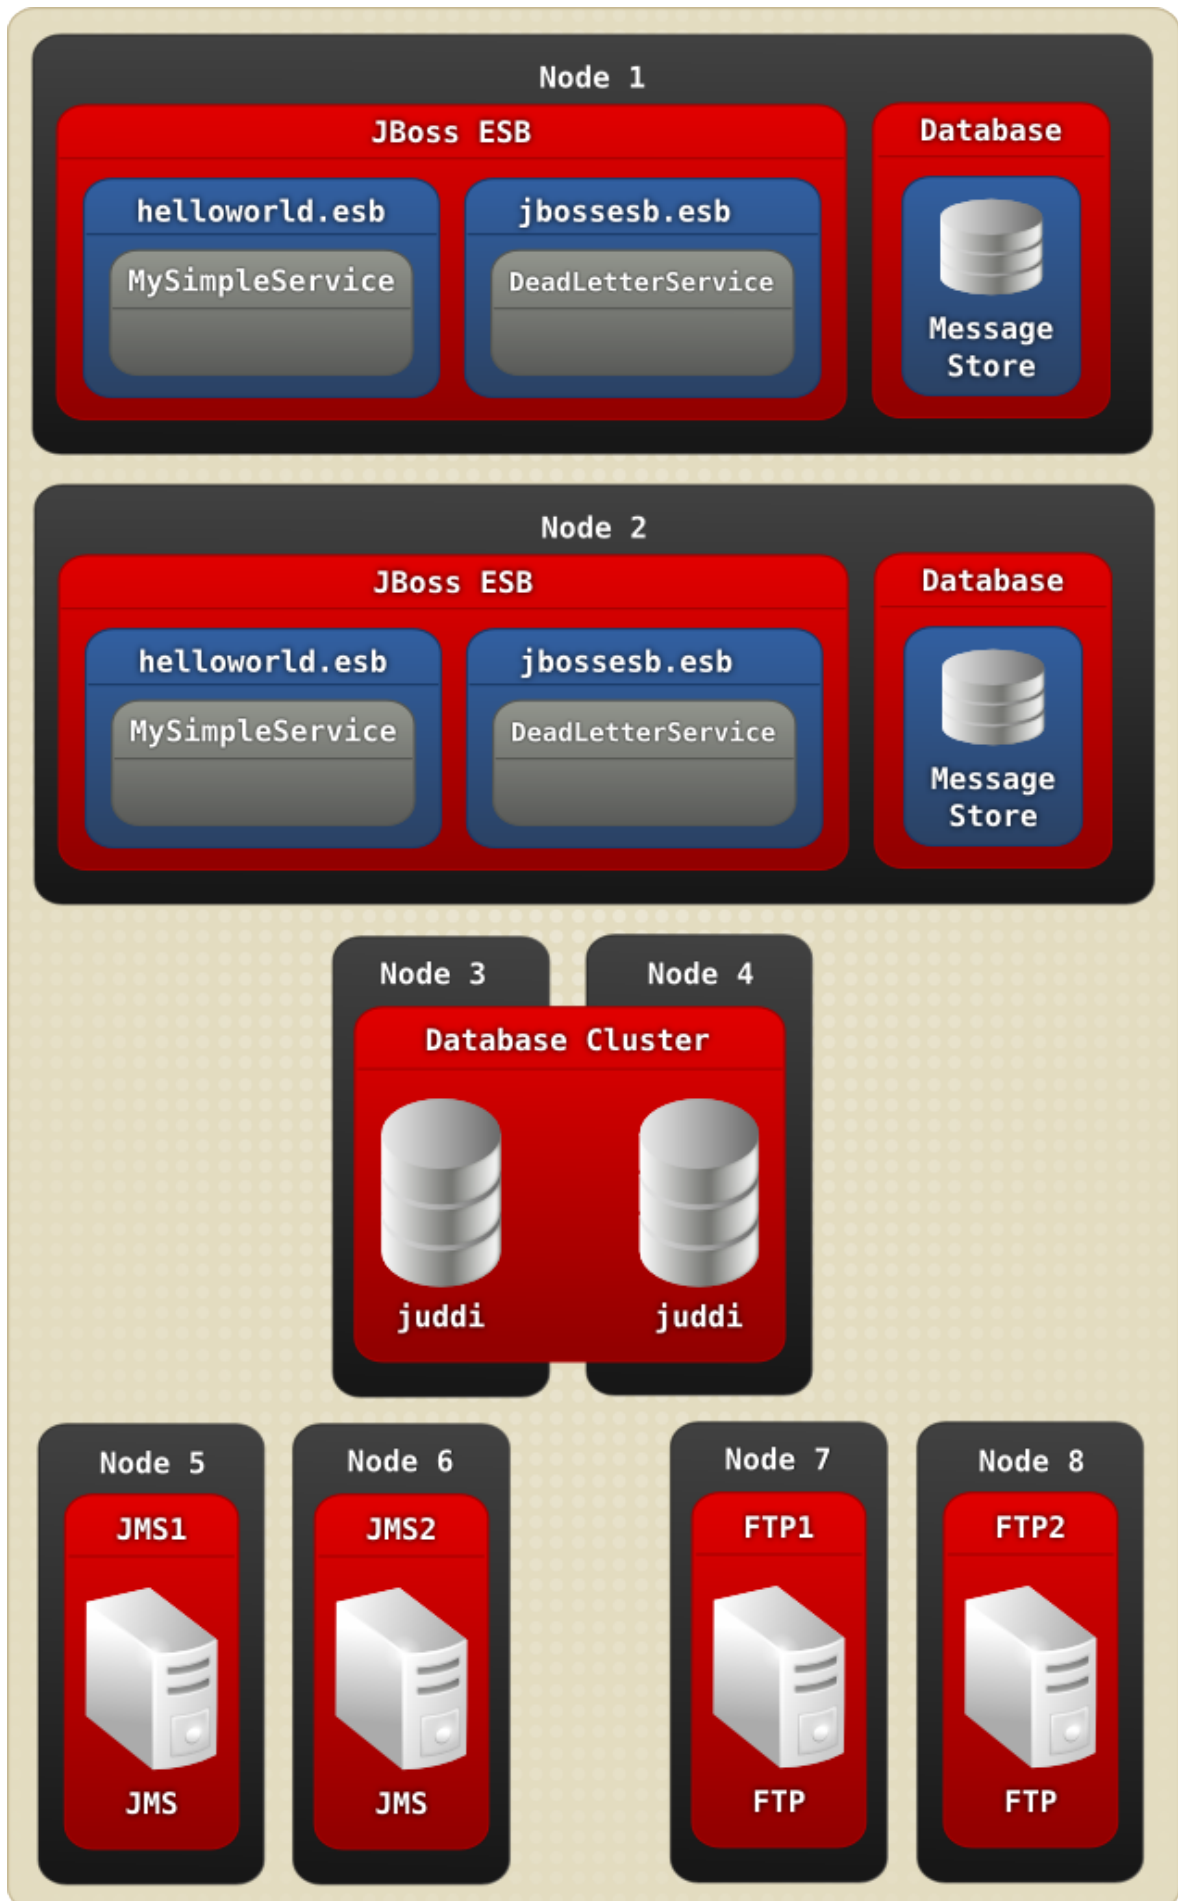 Node 1
JBoss ESB
Database
helloworld.esb
jbossesb.esb
MySimpleService
DeadLetterService
Message
Store
Node 2
JBoss ESB
Database
helloworld.esb
jbossesb.esb
MySimpleService
DeadLetterService
Message
Store
Node 3
Node 4
Database Cluster
juddi
juddi
Node 5
Node 6
Node 7
Node 8
JMS1
JMS2
FTP1
FTP2
JMS
JMS
FTP
FTP